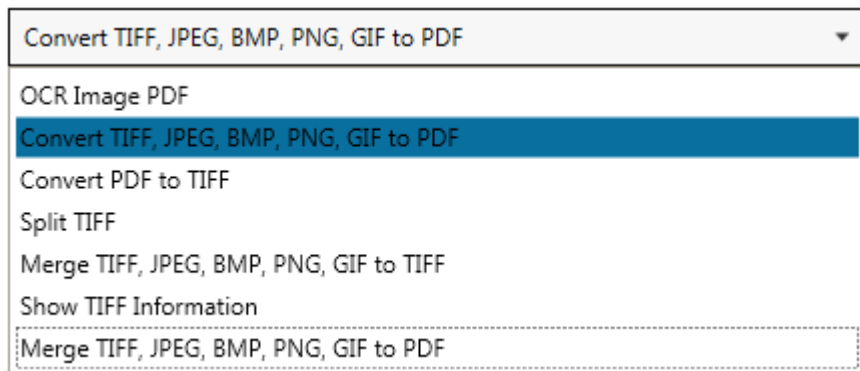 Convert TIFF, JPEG, BMP, PNG, GIF to PDF
OCR Image PDF
Convert TIFF, JPEG, BMP, PNG, GIF to PDF
Convert PDF to TIFF
Split TIFF
Merge TIFF, JPEG, BMP, PNG, GIF to TIFF
Show TIFF Information
Merge TIFF, JPEG, BMP, PNG, GIF to PDF